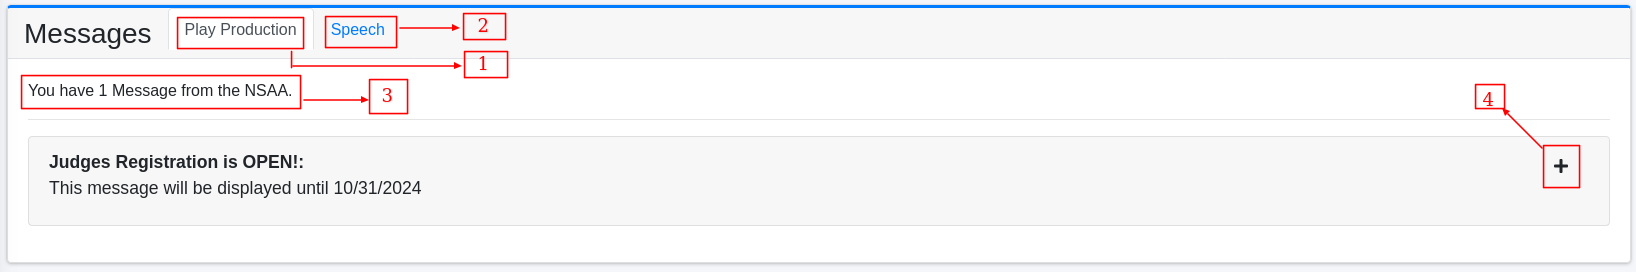 Messages
Play Production
Speech
2
1
You have 1 Message from the NSAA.
3
4
Judges Registration is OPEN!:
+
This message will be displayed until 10/31/2024